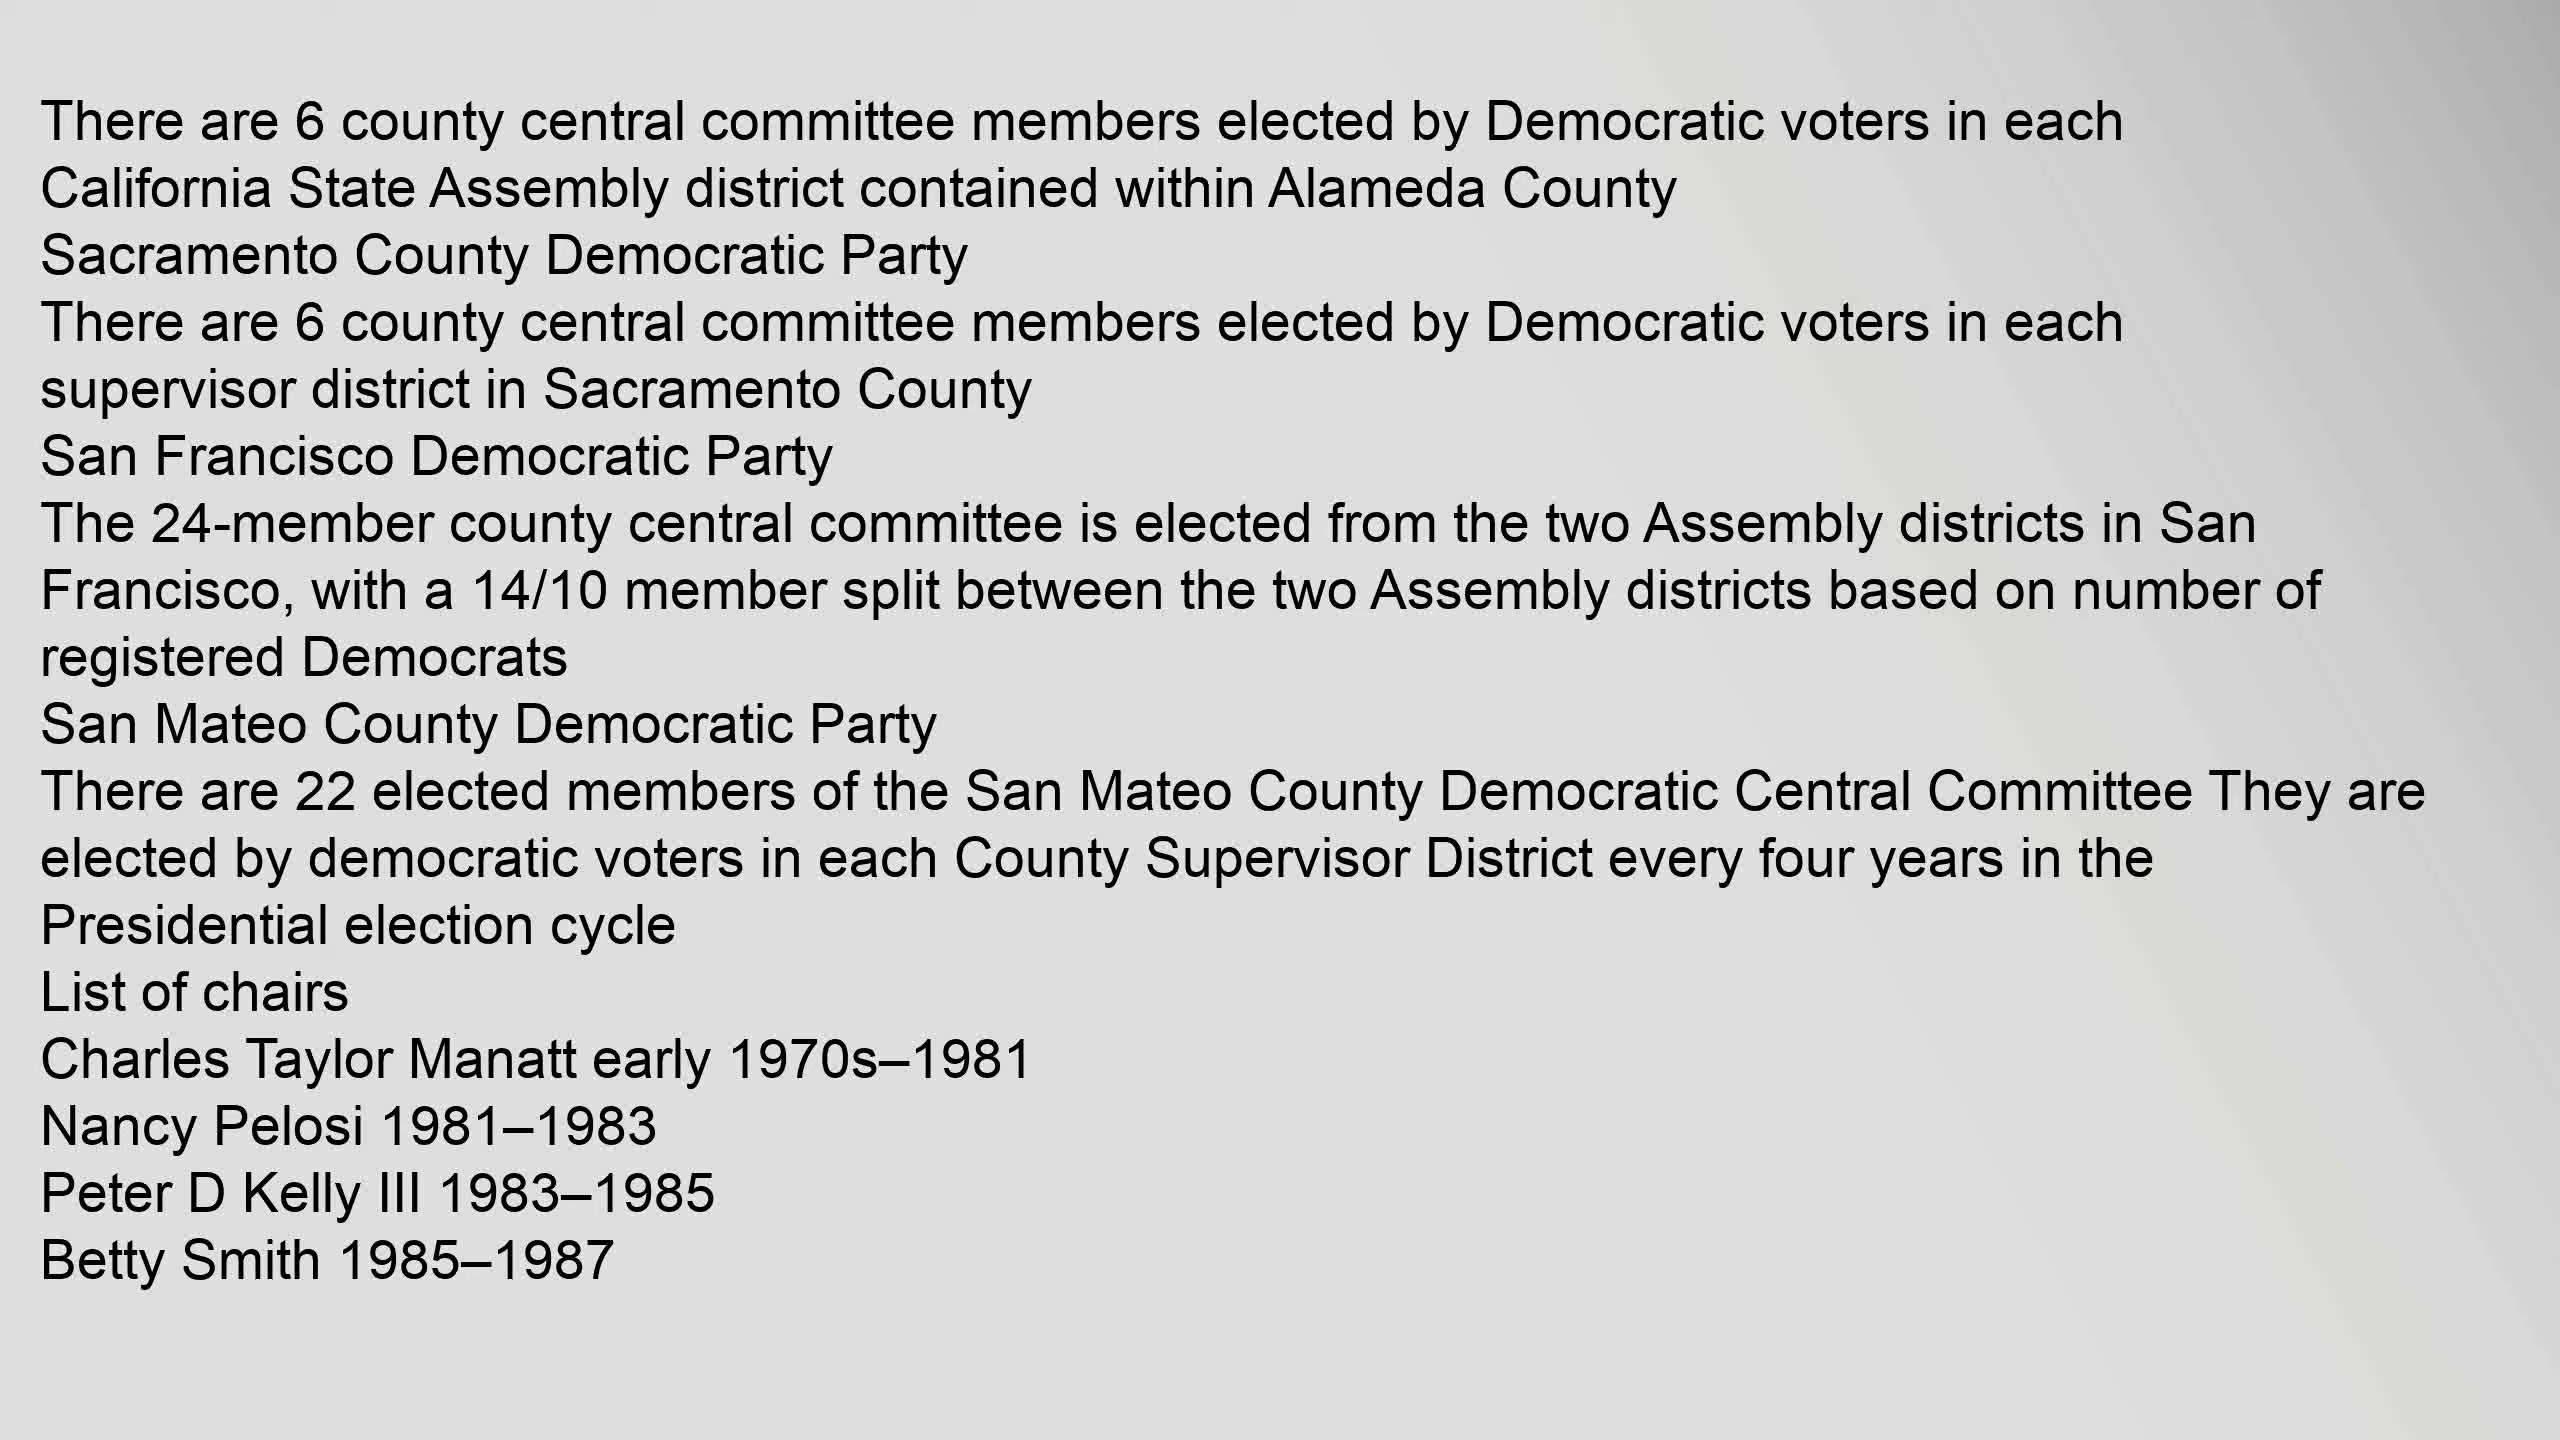 There are 6 county central committee members elected by Democratic voters in each
California State Assembly district contained within Alameda County
Sacramento County Democratic Party
There are 6 county central committee members elected by Democratic voters in each
supervisor district in Sacramento County
San Francisco Democratic Party
The 24-member county central committee is elected from the two Assembly districts in San
Francisco, with a 14/10 member split between the two Assembly districts based on number of
registered Democrats
San Mateo County Democratic Party
There are 22 elected members of the San Mateo County Democratic Central Committee They are
elected by democratic voters in each County Supervisor District every four years in the
Presidential election cycle
List of chairs
Charles Taylor Manatt early 1970s–1981
Nancy Pelosi 1981–1983
Peter D Kelly III 1983–1985
Betty Smith 1985–1987